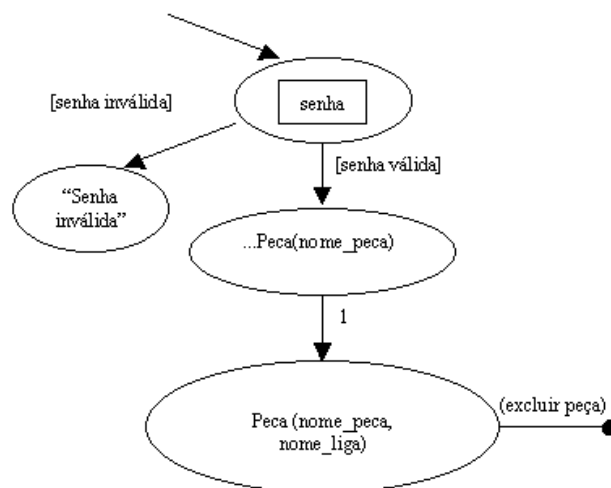 senha
[senha inválida]
[senha válida]
“Senha
inválida”
...Peca(nome_peca)
1
(excluir peça)
Peca (nome_peca,
nome_liga)